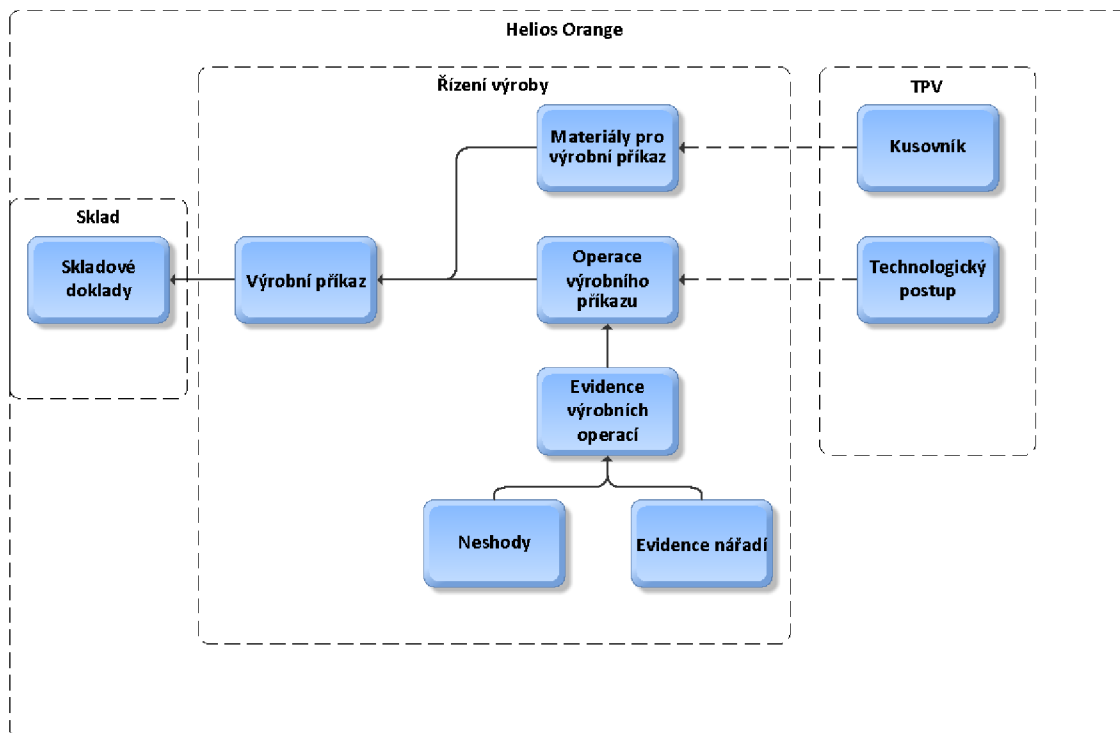 Helios Orange
Řízení výroby
TPV
Materiály pro
výrobní příkaz
Kusovník
Sklad
Skladové
doklady
Výrobní příkaz
Operace
výrobního
příkazu
Technologický
postup
Evidence
výrobních
operací
Neshody
Evidence nářadí